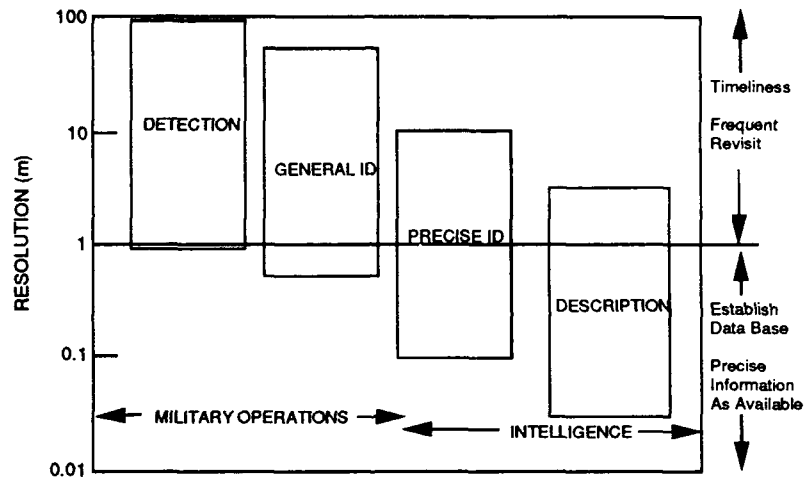 100
10
1
0.1
0.01
RESOLUTION (m)
DETECTION
GENERAL ID
PRECISE ID
DESCRIPTION
MILITARY OPERATIONS
INTELLIGENCE
Timeliness
Frequent
Revisit
Establish
Data Base
Precise
Information
As Available